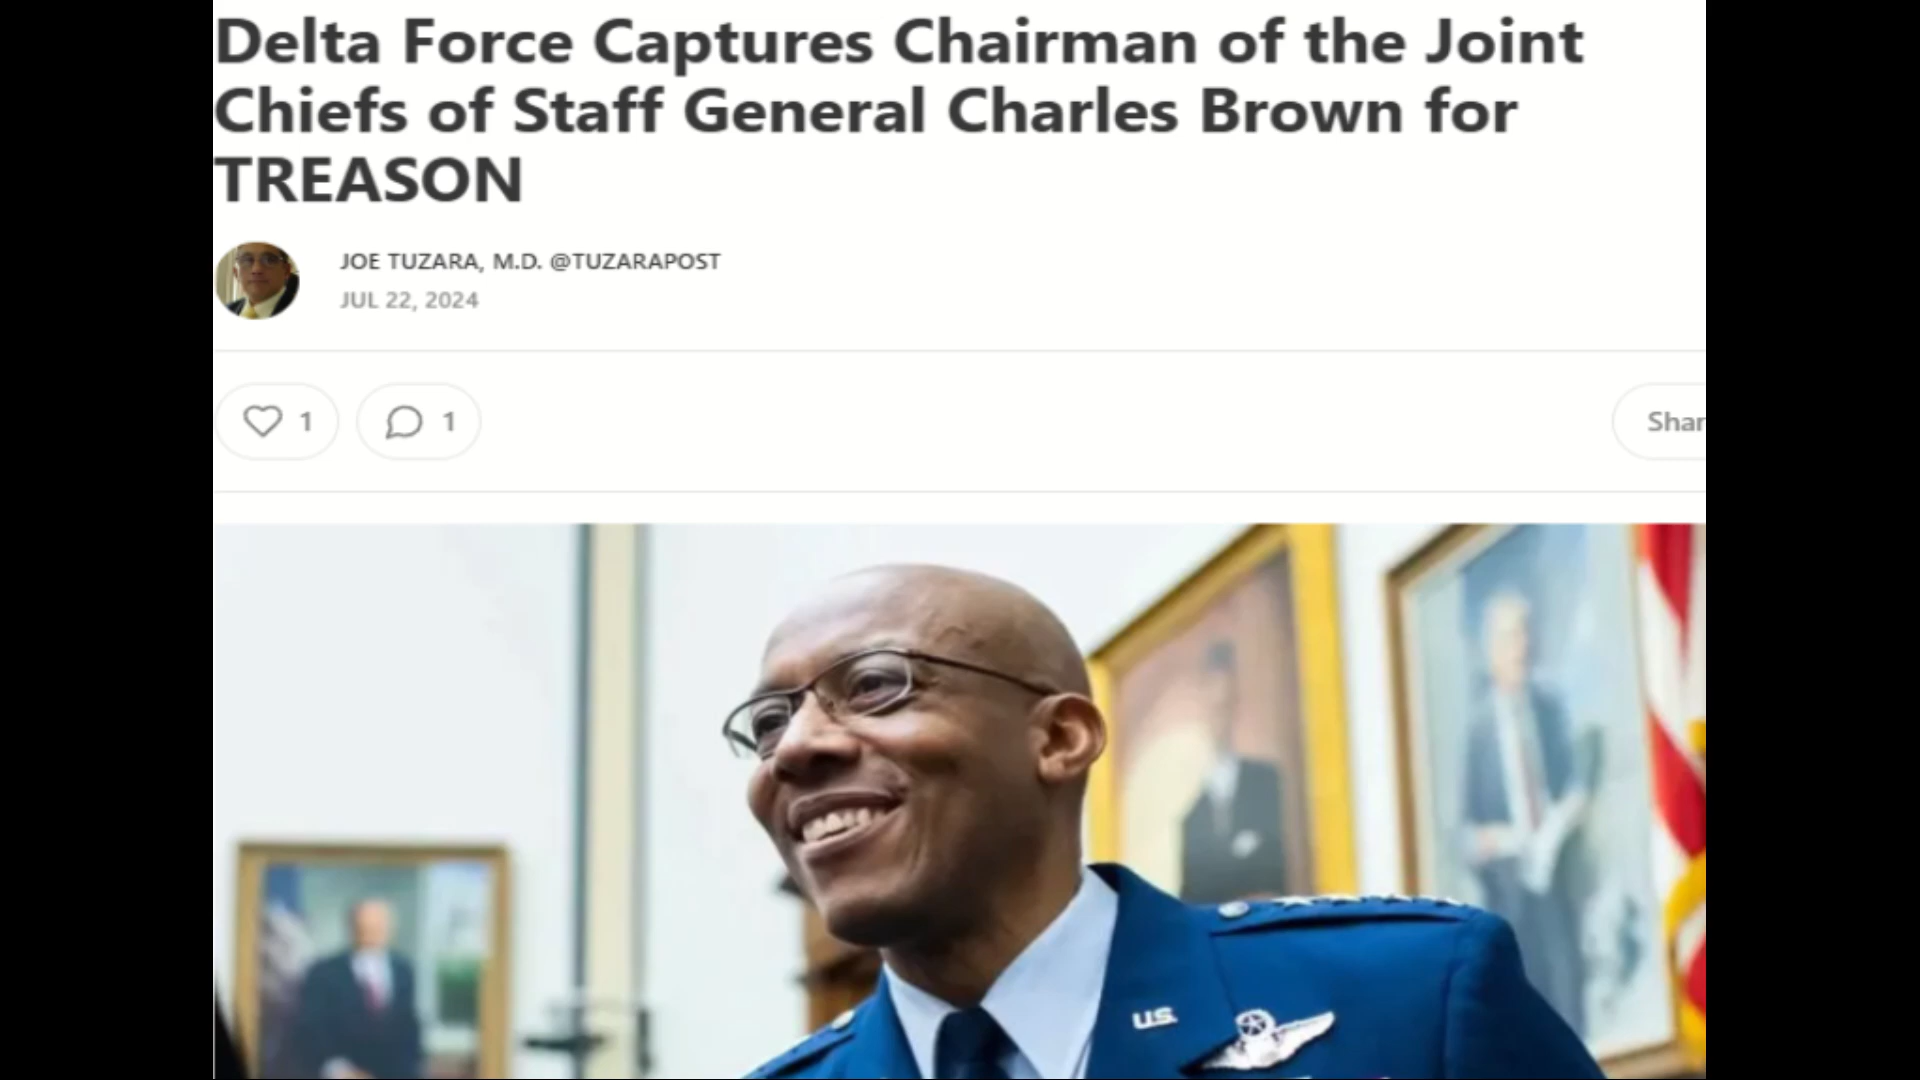 Delta Force Captures Chairman of the Joint
Chiefs of Staff General Charles Brown for
TREASON
JOE TUZARA, M.D. @TUZARAPOST
JUL 22, 2024
1
1
Shar
U.S.